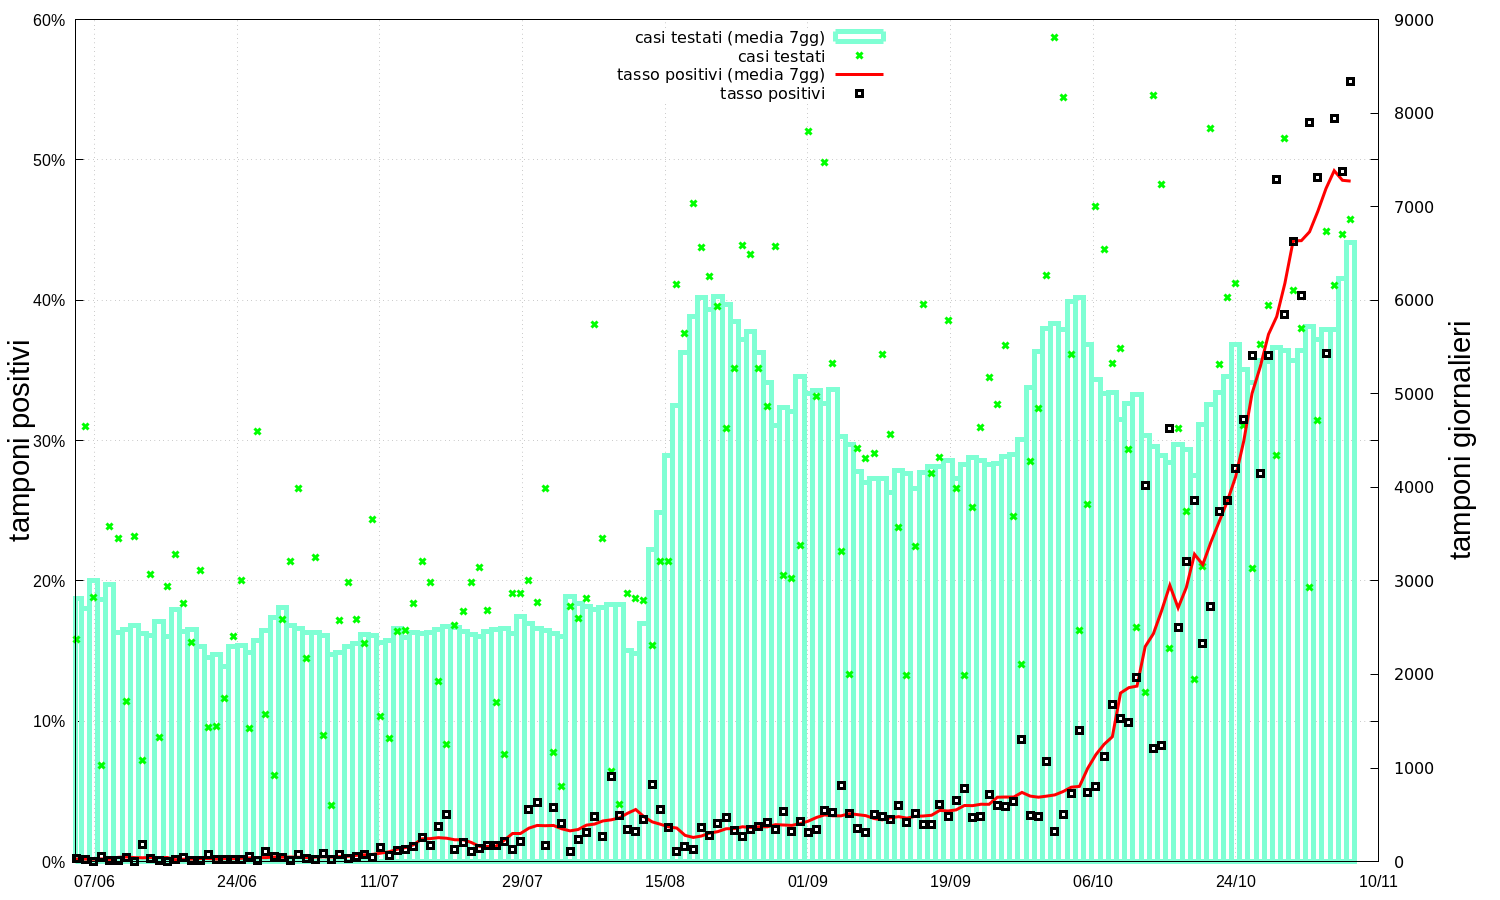 casi testati (media 7gg)
casi testati
tasso positivi (media 7gg)
tasso positivi
60%
50%
40%
30%
20%
10%
0%
tamponi positivi
9000
8000
7000
6000
5000
4000
3000
2000
1000
0
tamponi giornalieri
07/06 24/06 11/07 29/07 15/08 01/09 19/09 06/10 24/10 10/11